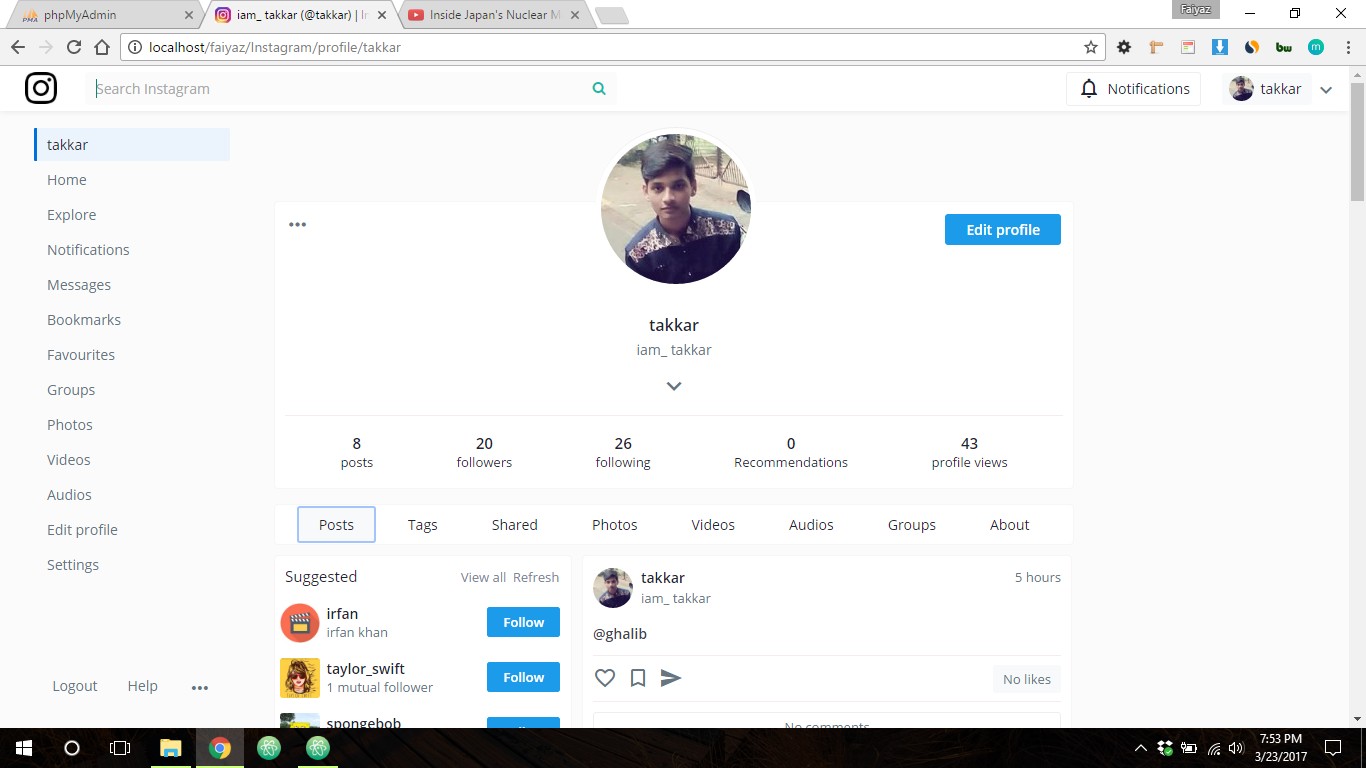 phpMyAdmin
iam_ takkar (@takkar) | In
Inside Japan's Nuclear M
Faiyaz
localhost/faiyaz/Instagram/profile/takkar
bw
m
Search Instagram
Notifications
takkar
takkar
Home
Explore
Notifications
Messages
Bookmarks
Favourites
Groups
Photos
Videos
Audios
Edit profile
Settings
Logout Help
Edit profile
takkar
iam_ takkar
8 20 26 0 43
posts followers following Recommendations profile views
Posts Tags Shared Photos Videos Audios Groups About
Suggested View all Refresh
irfan
irfan khan
Follow
taylor_swift
1 mutual follower
Follow
spongebob
Follow
takkar
iam_ takkar
5 hours
@ghalib
No likes
No comments
7:53 PM
3/23/2017